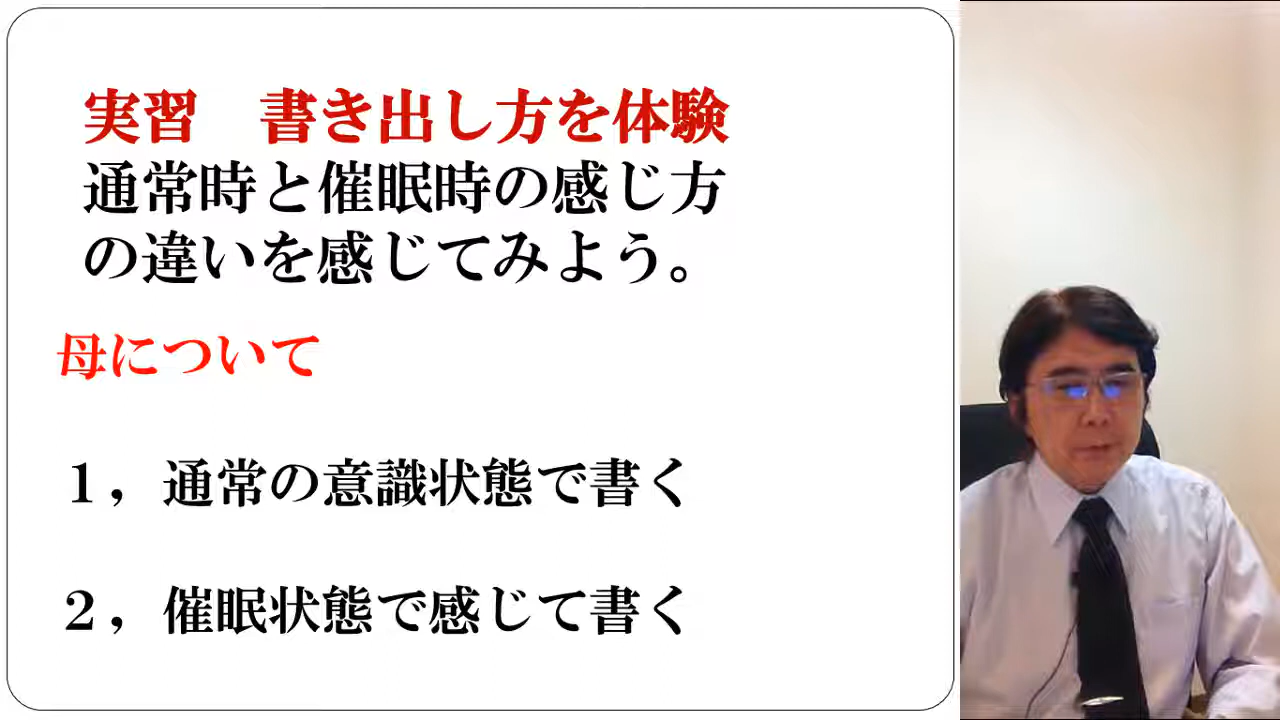 実習　書き出し方を体験
通常時と催眠時の感じ方
の違いを感じてみよう。
母について
１，通常の意識状態で書く
２，催眠状態で感じて書く